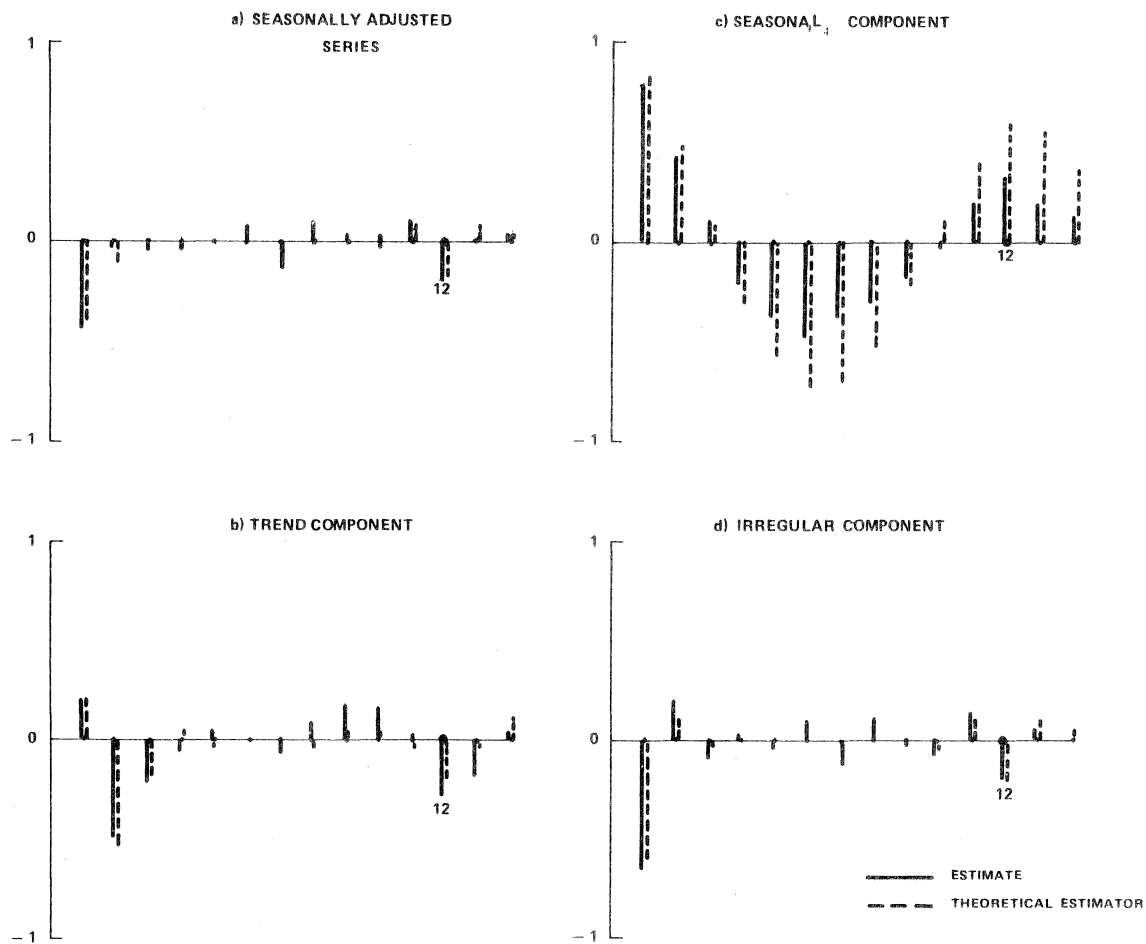 a) SEASONALLY ADJUSTED
SERIES
1
0
12
– 1
c) SEASONAL COMPONENT
1
0
12
– 1
b) TREND COMPONENT
1
0
12
– 1
d) IRREGULAR COMPONENT
1
0
12
– 1
ESTIMATE
THEORETICAL ESTIMATOR